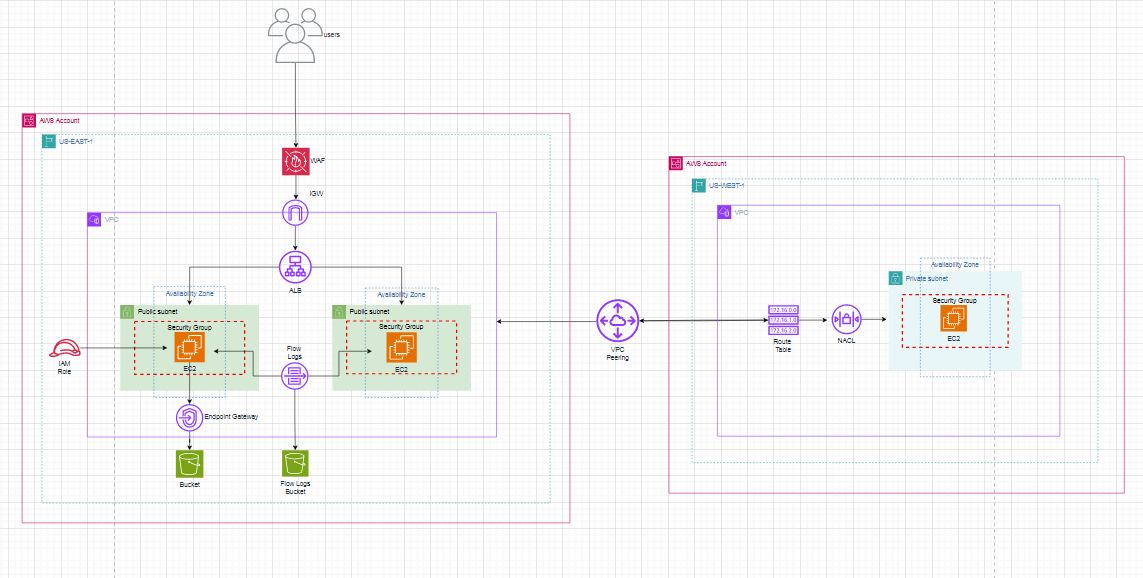 users
AWS Account
US-EAST-1
WAF
IGW
VPC
ALB
Availability Zone
Public subnet
Security Group
EC2
Availability Zone
Public subnet
Security Group
EC2
IAM
Role
Flow
Logs
Endpoint Gateway
Bucket
Flow Logs
Bucket
VPC
Peering
AWS Account
US-WEST-1
VPC
172.16.0.0
172.16.1.0
172.16.2.0
Route
Table
NACL
Availability Zone
Private subnet
Security Group
EC2